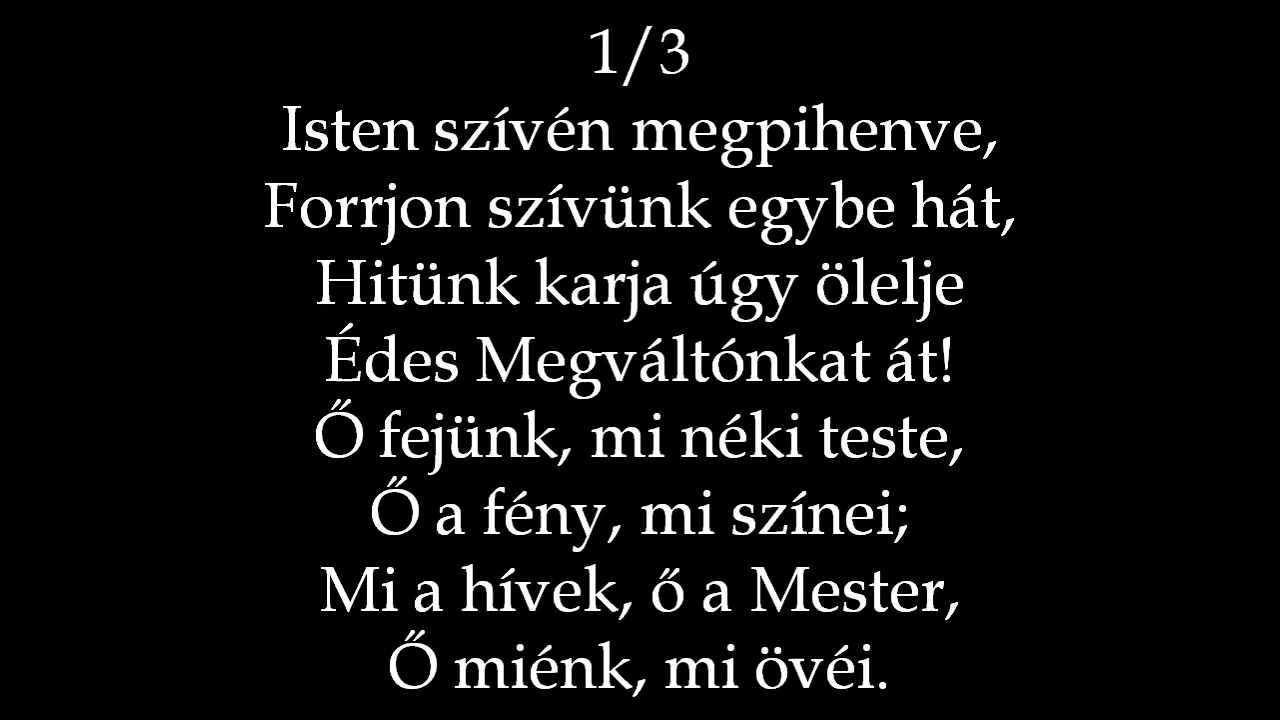 1/3
Isten szívén megpihenve,
Forrjon szívünk egybe hát,
Hitünk karja úgy ölelje
Édes Megváltónkat át!
Ő fejünk, mi néki teste,
Ő a fény, mi színei;
Mi a hívek, ő a Mester,
Ő miénk, mi övéi.